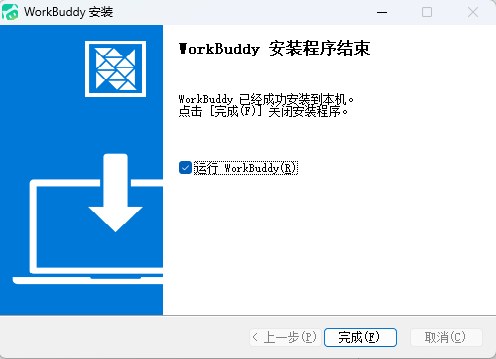 WorkBuddy 安装
WorkBuddy 安装程序结束
WorkBuddy 已经成功安装到本机。
点击 [完成(F)] 关闭安装程序。
运行 WorkBuddy(R)
< 上一步(P)
完成(F)
取消(C)